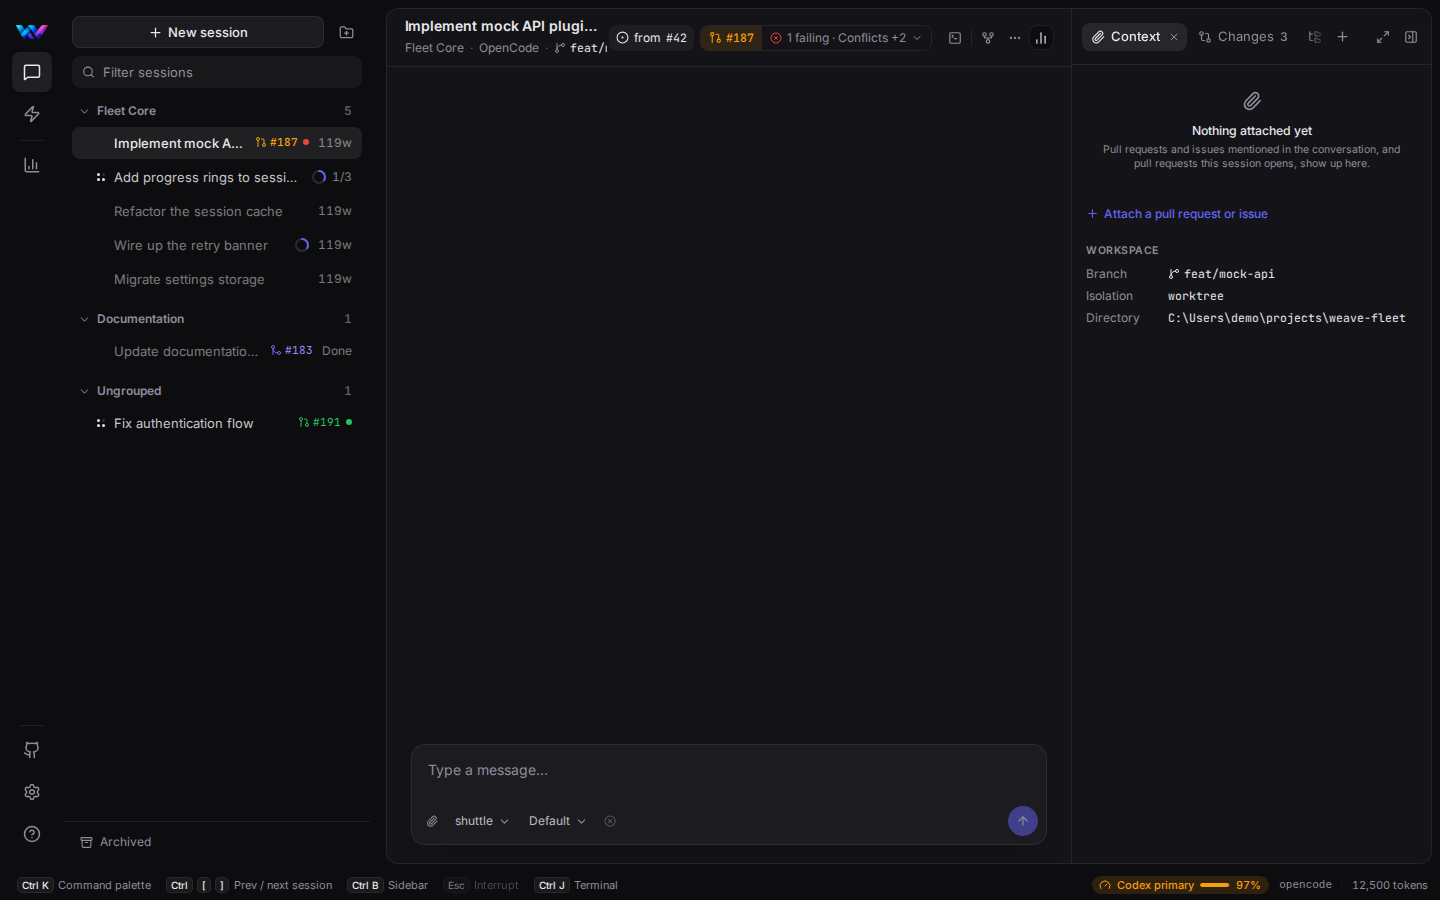 New session
Filter sessions
Fleet Core 5
Implement mock A... #187 119w
Add progress rings to sessi... 1/3
Refactor the session cache 119w
Wire up the retry banner 119w
Migrate settings storage 119w
Documentation 1
Update documentatio... #183 Done
Ungrouped 1
Fix authentication flow #191
Archived
Implement mock API plugi...
Fleet Core · OpenCode · feat/
from #42
#187 1 failing · Conflicts +2
Type a message...
shuttle Default
Context Changes 3
Nothing attached yet
Pull requests and issues mentioned in the conversation, and
pull requests this session opens, show up here.
Attach a pull request or issue
WORKSPACE
Branch feat/mock-api
Isolation worktree
Directory C:\Users\demo\projects\weave-fleet
Ctrl K Command palette Ctrl [ ] Prev / next session Ctrl B Sidebar Esc Interrupt Ctrl J Terminal
Codex primary 97% opencode 12,500 tokens